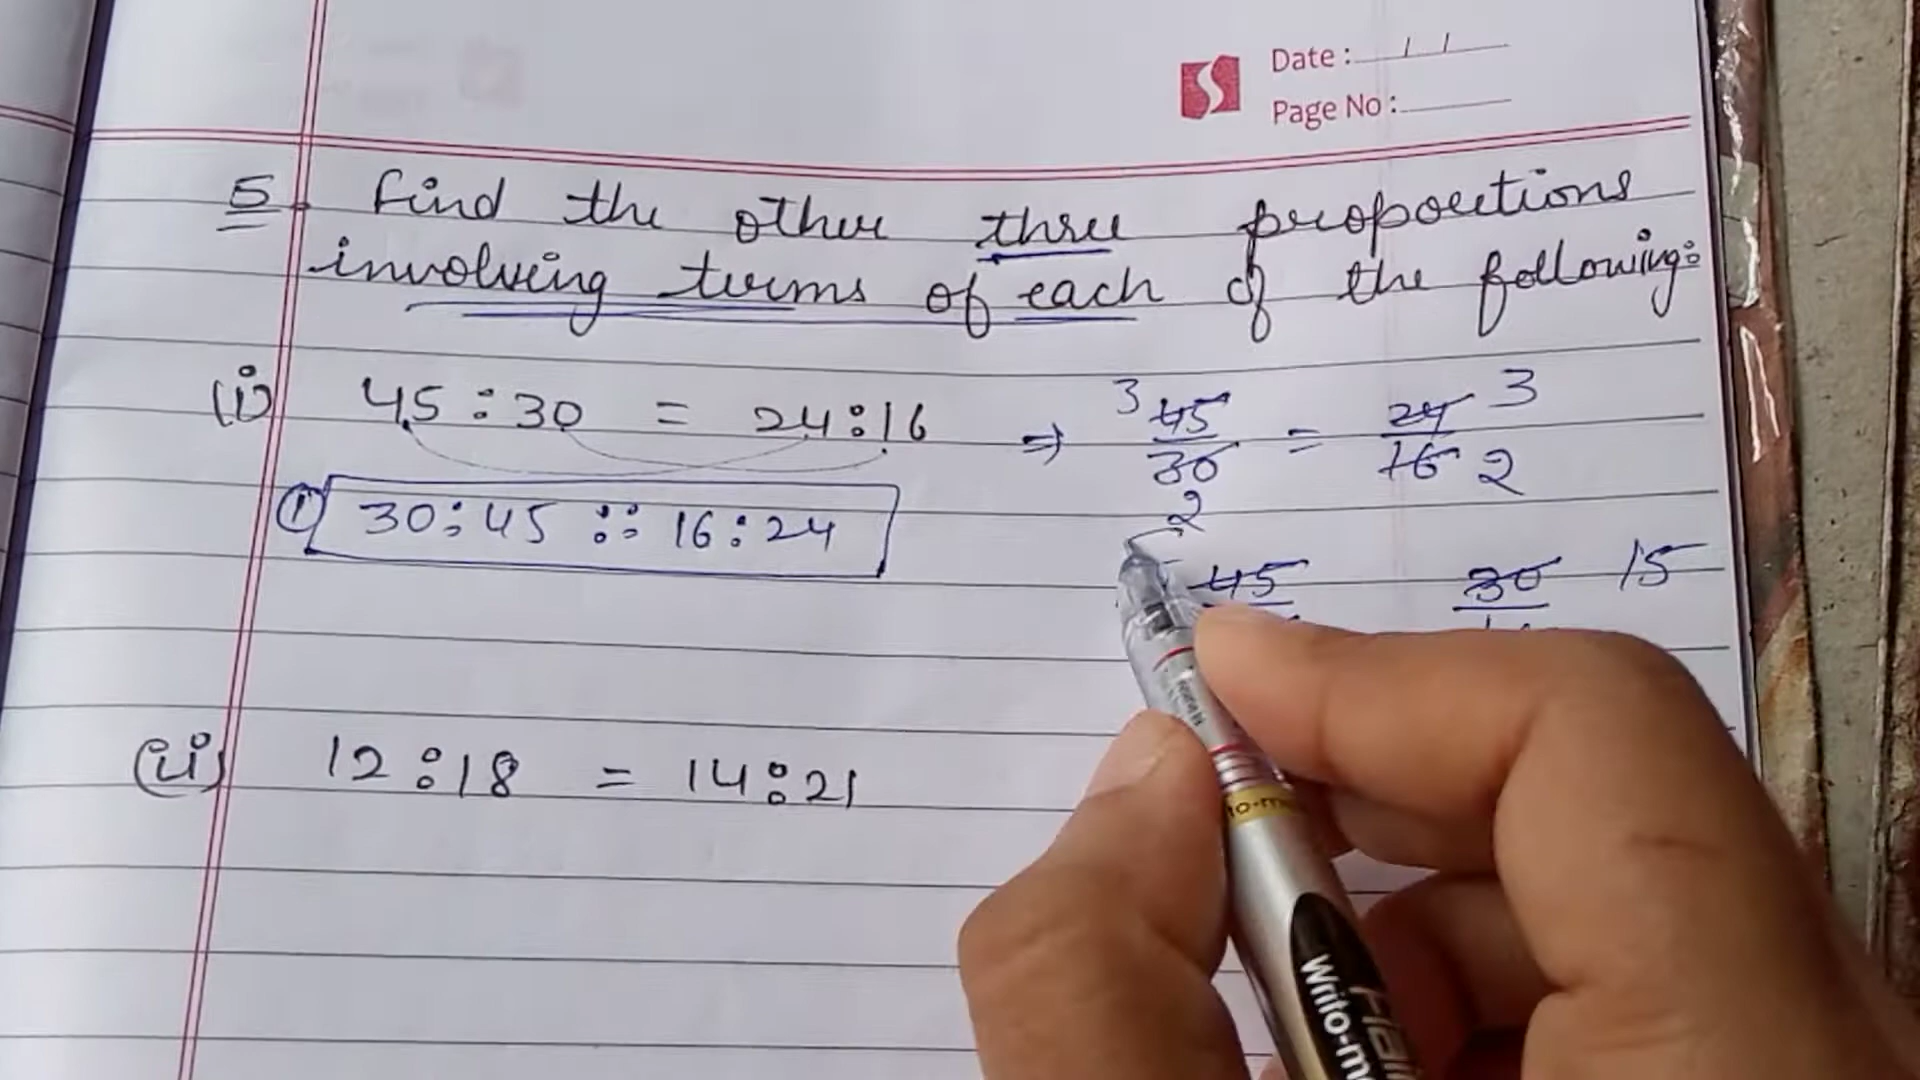 Date :
Page No :
5. Find the other three proportions
involving terms of each of the following:
(i) 45 : 30 = 24 : 16 ⇒ 3 45/30 2 = 24/16 3 2
① 30 : 45 :: 16 : 24
45 30 15
(ii) 12 : 18 = 14 : 21
to-m
Writo-m
Flai